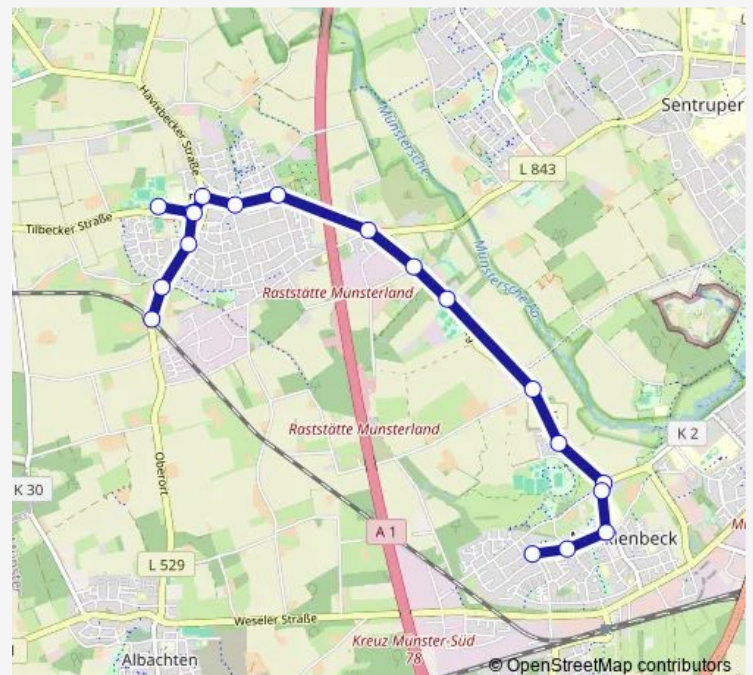 Sentruper
Havixbecker Straße
Münstersche
L 843
Tilbecker Straße
Münstersche Aa
Raststätte Münsterland
Raststätte Münsterland
K 2
K 30
Oberort
A 1
ienbeck
L 529
Weseler Straße
Kreuz Münster-Süd
78
Albachten
© OpenStreetMap contributors